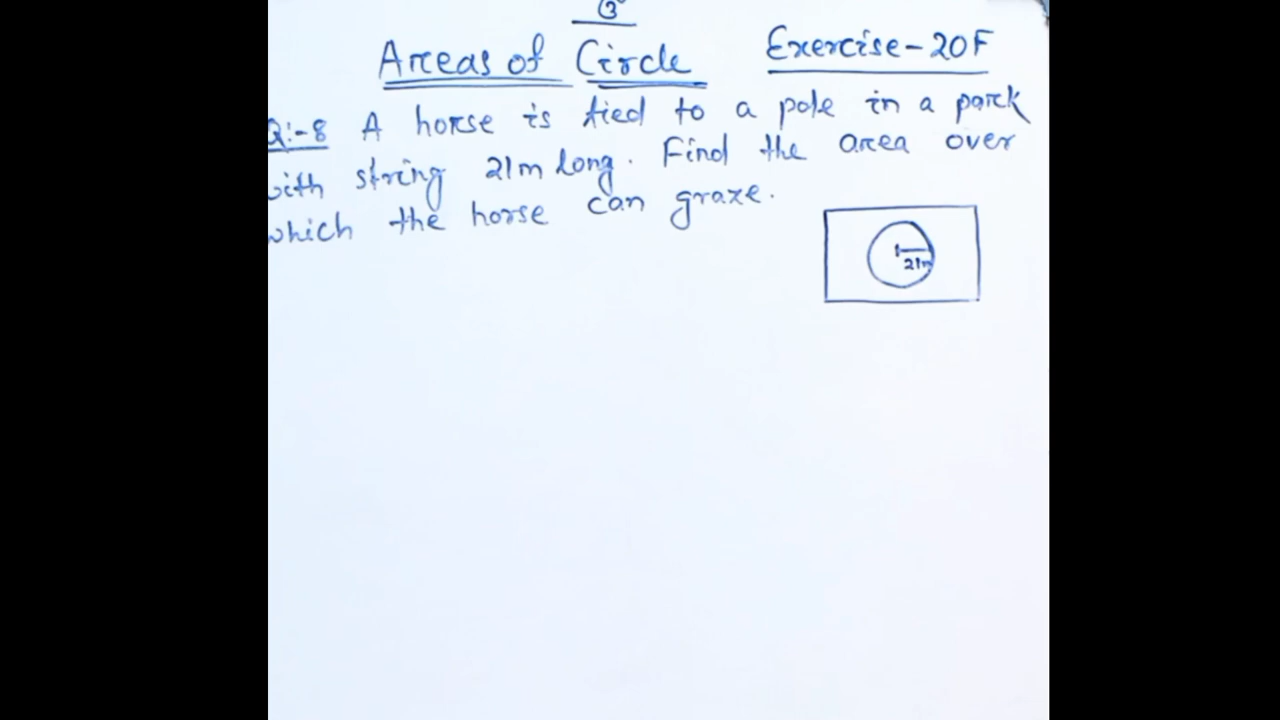 3
Areas of Circle Exercise-20F
Q:-8 A horse is tied to a pole in a park
with string 21m long. Find the area over
which the horse can graze.
21m